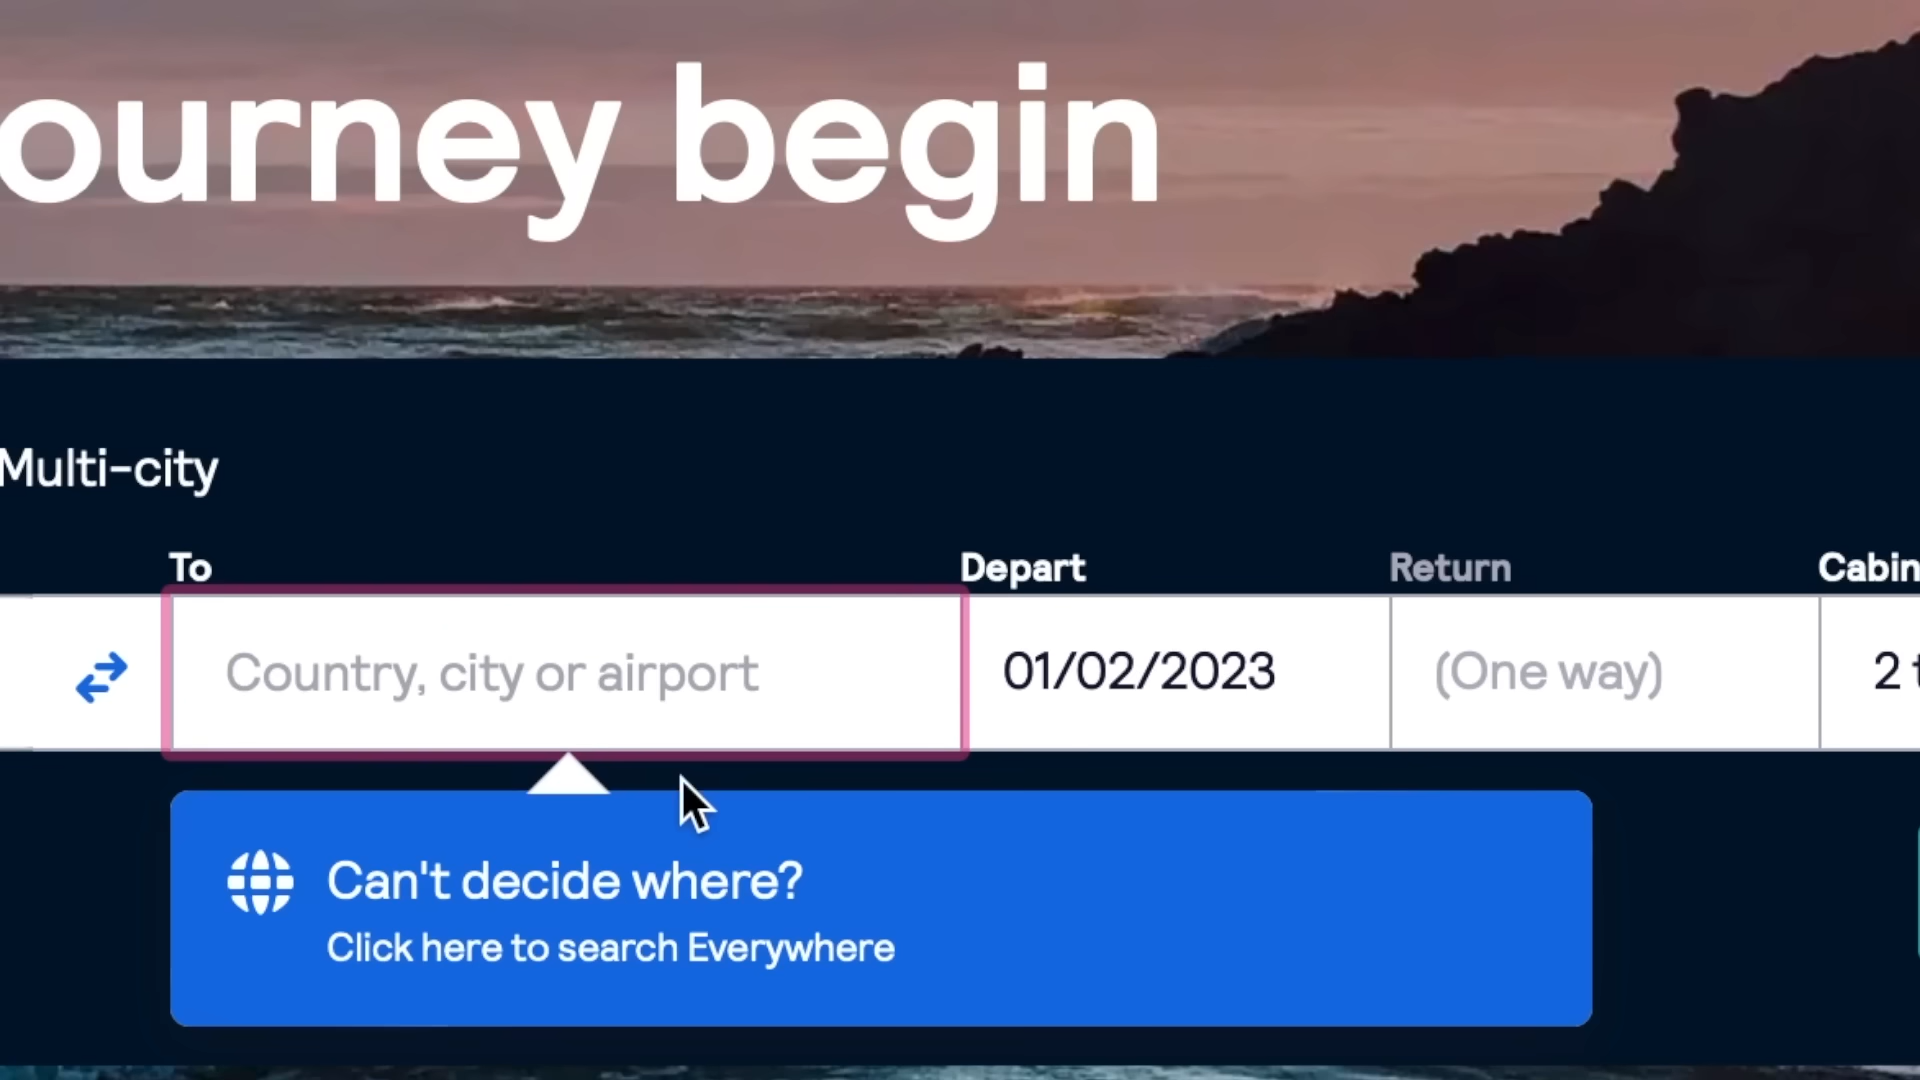 ourney begin
Multi-city
To
Depart
Return
Cabin
Country, city or airport
01/02/2023
(One way)
2 t
Can't decide where?
Click here to search Everywhere